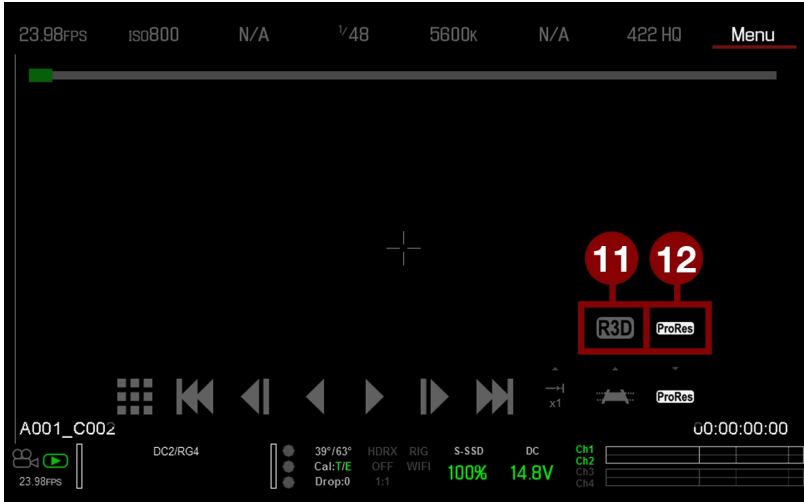 23.98FPS ISO800 N/A 1/48 5600K N/A 422 HQ Menu
11 12
R3D ProRes
x1 ProRes
A001_C002 00:00:00:00
DC2/RG4 39°/63° HDRX RIG S-SSD DC Ch1
Cal:T/E OFF WIFI 100% 14.8V Ch2
23.98FPS Drop:0 1:1 Ch3
Ch4